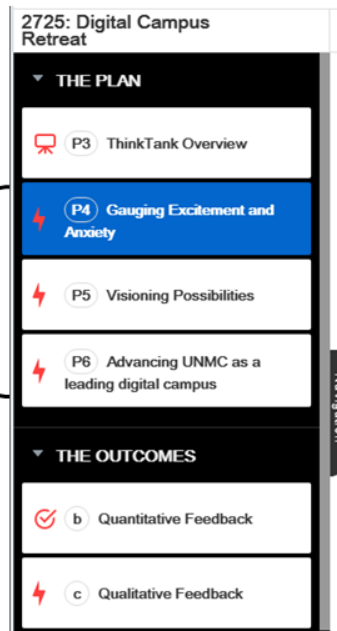 2725: Digital Campus
Retreat
THE PLAN
P3 ThinkTank Overview
P4 Gauging Excitement and
Anxiety
P5 Visioning Possibilities
P6 Advancing UNMC as a
leading digital campus
THE OUTCOMES
b Quantitative Feedback
c Qualitative Feedback